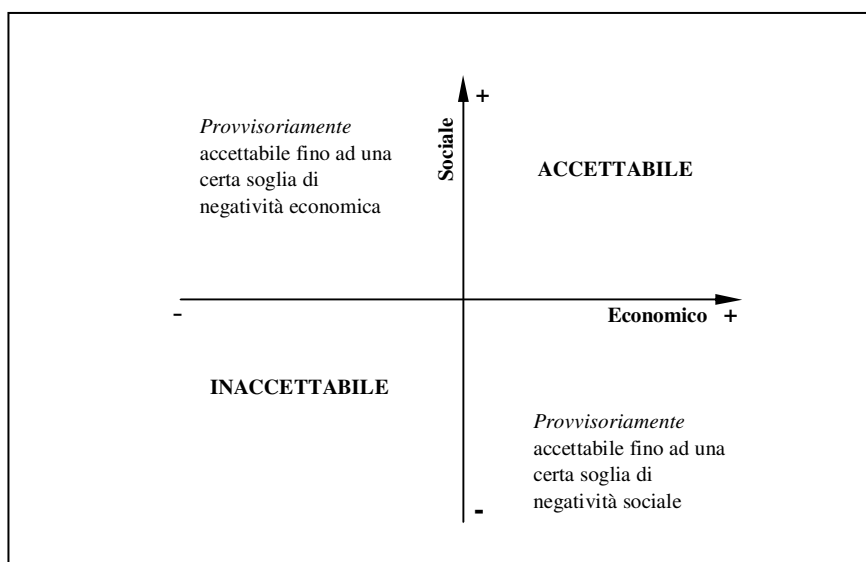 +
Sociale
Provvisoriamente
accettabile fino ad una
certa soglia di
negatività economica
ACCETTABILE
-
Economico +
INACCETTABILE
Provvisoriamente
accettabile fino ad una
certa soglia di
negatività sociale
-